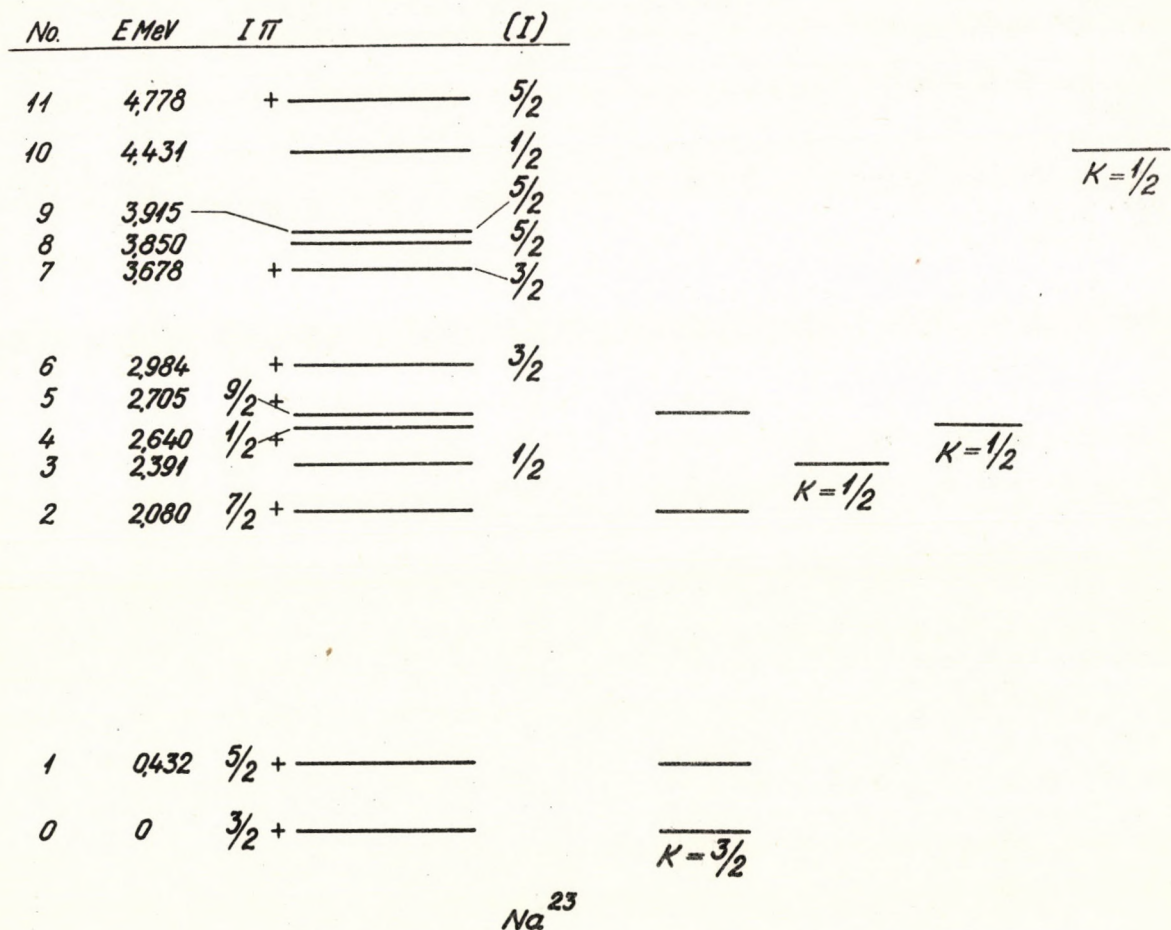 No. E MeV I π (I)
11 4,778 + 5/2
10 4,431 1/2
K = 1/2
9 3,915 5/2
8 3,850 5/2
7 3,678 + 3/2
6 2,984 + 3/2
5 2,705 9/2 +
4 2,640 1/2 +
K = 1/2
3 2,391 1/2
K = 1/2
2 2,080 7/2 +
1 0,432 5/2 +
0 0 3/2 +
K = 3/2
Na²³